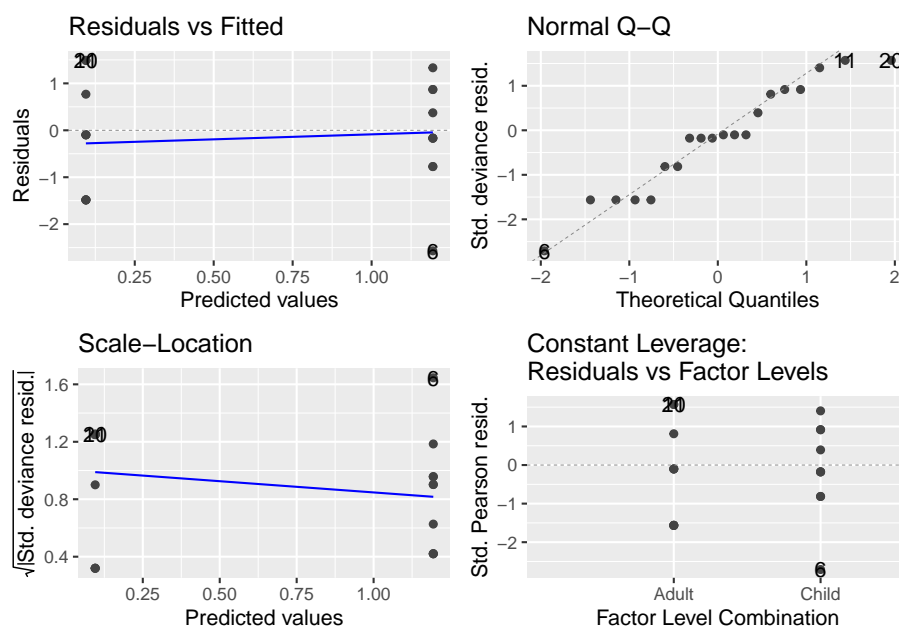 Residuals vs Fitted
Residuals
1
0
−1
−2
0.25 0.50 0.75 1.00
Predicted values
20
6
Normal Q−Q
Std. deviance resid.
1
0
−1
−2
−2 −1 0 1 2
Theoretical Quantiles
11 20
6
Scale−Location
√|Std. deviance resid.|
1.6
1.2
0.8
0.4
0.25 0.50 0.75 1.00
Predicted values
20
6
Constant Leverage:
Residuals vs Factor Levels
Std. Pearson resid.
1
0
−1
−2
Adult Child
Factor Level Combination
20
6